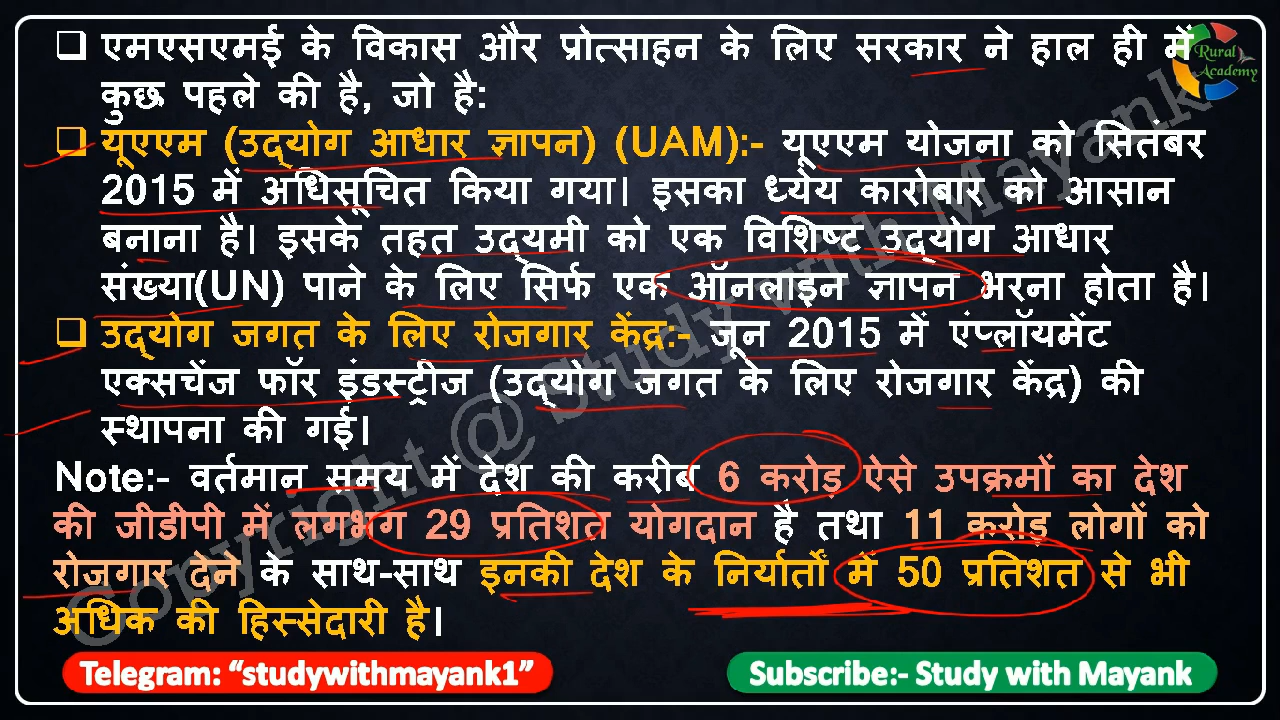 एमएसएमई के विकास और प्रोत्साहन के लिए सरकार ने हाल ही में
कुछ पहले की है, जो है:
यूएएम (उद्योग आधार ज्ञापन) (UAM):- यूएएम योजना को सितंबर
2015 में अधिसूचित किया गया। इसका ध्येय कारोबार को आसान
बनाना है। इसके तहत उद्यमी को एक विशिष्ट उद्योग आधार
संख्या(UN) पाने के लिए सिर्फ एक ऑनलाइन ज्ञापन भरना होता है।
उद्योग जगत के लिए रोजगार केंद्र:- जून 2015 में एंप्लॉयमेंट
एक्सचेंज फॉर इंडस्ट्रीज (उद्योग जगत के लिए रोजगार केंद्र) की
स्थापना की गई।
Note:- वर्तमान समय में देश की करीब 6 करोड़ ऐसे उपक्रमों का देश
की जीडीपी में लगभग 29 प्रतिशत योगदान है तथा 11 करोड़ लोगों को
रोजगार देने के साथ-साथ इनकी देश के निर्यातों में 50 प्रतिशत से भी
अधिक की हिस्सेदारी है।
Telegram: “studywithmayank1”
Subscribe:- Study with Mayank
Rural
Academy
Copyright @ Study with Mayank